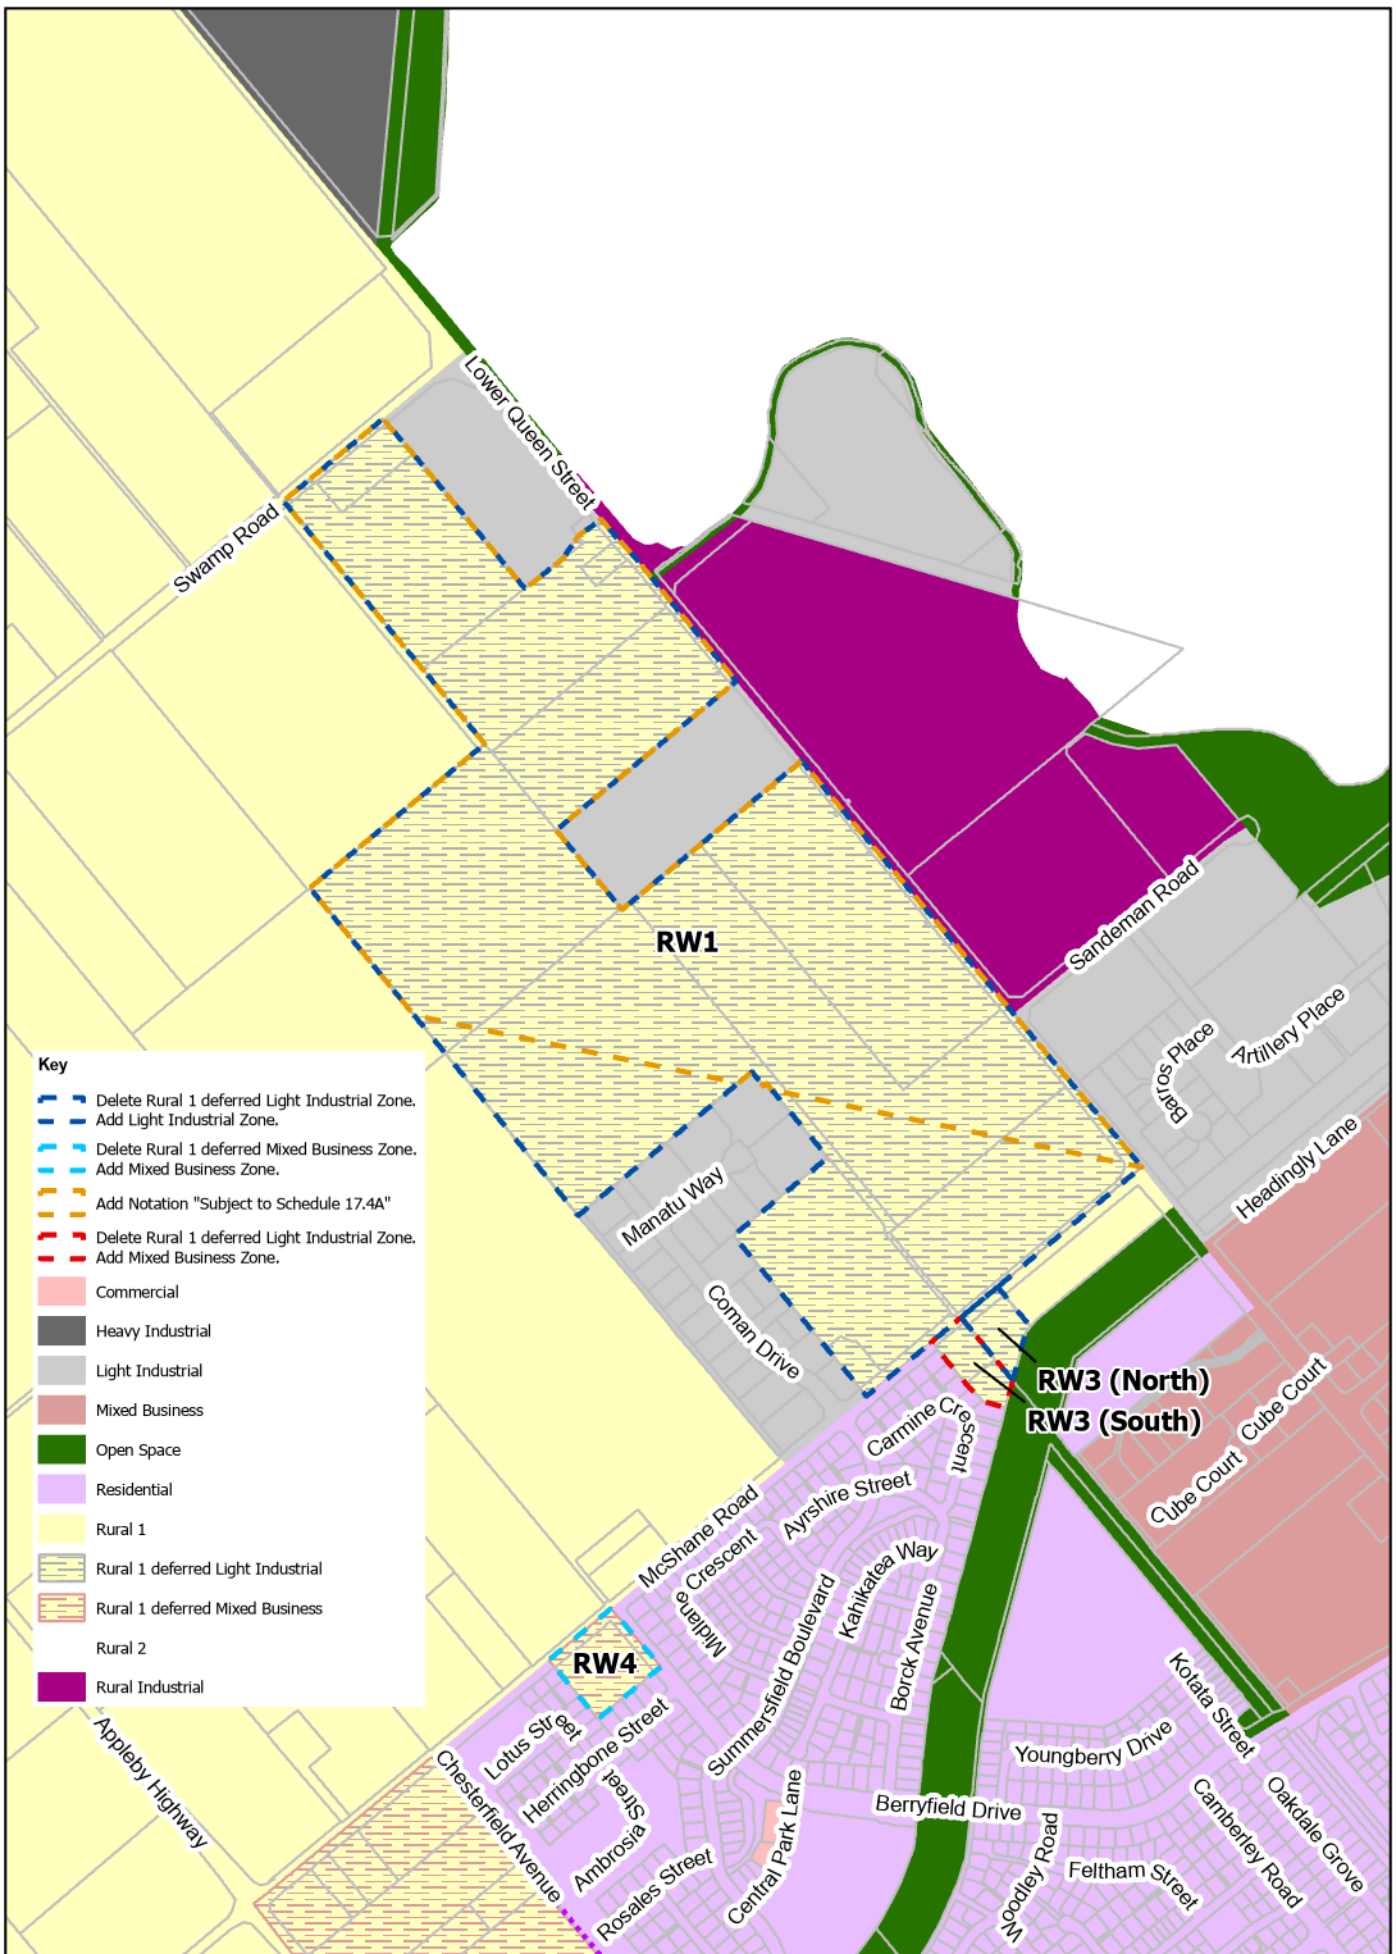 Lower Queen Street
Swamp Road
RW1
Sandeman Road
Artillery Place
Barros Place
Headingly Lane
Key
Delete Rural 1 deferred Light Industrial Zone.
Add Light Industrial Zone.
Delete Rural 1 deferred Mixed Business Zone.
Add Mixed Business Zone.
Add Notation "Subject to Schedule 17.4A"
Delete Rural 1 deferred Light Industrial Zone.
Add Mixed Business Zone.
Commercial
Heavy Industrial
Light Industrial
Mixed Business
Open Space
Residential
Rural 1
Rural 1 deferred Light Industrial
Rural 1 deferred Mixed Business
Rural 2
Rural Industrial
Manatu Way
Coman Drive
RW3 (North)
RW3 (South)
Cube Court
Cube Court
Carmine Crescent
Ayrshire Street
McShane Road
Midlane Crescent
Kahikatea Way
Summersfield Boulevard
Borck Avenue
RW4
Kotata Street
Lotus Street
Herringbone Street
Youngberry Drive
Appleby Highway
Chesterfield Avenue
Ambrosia Street
Central Park Lane
Berryfield Drive
Camberley Road
Oakdale Grove
Rosales Street
Woodley Road
Feltham Street